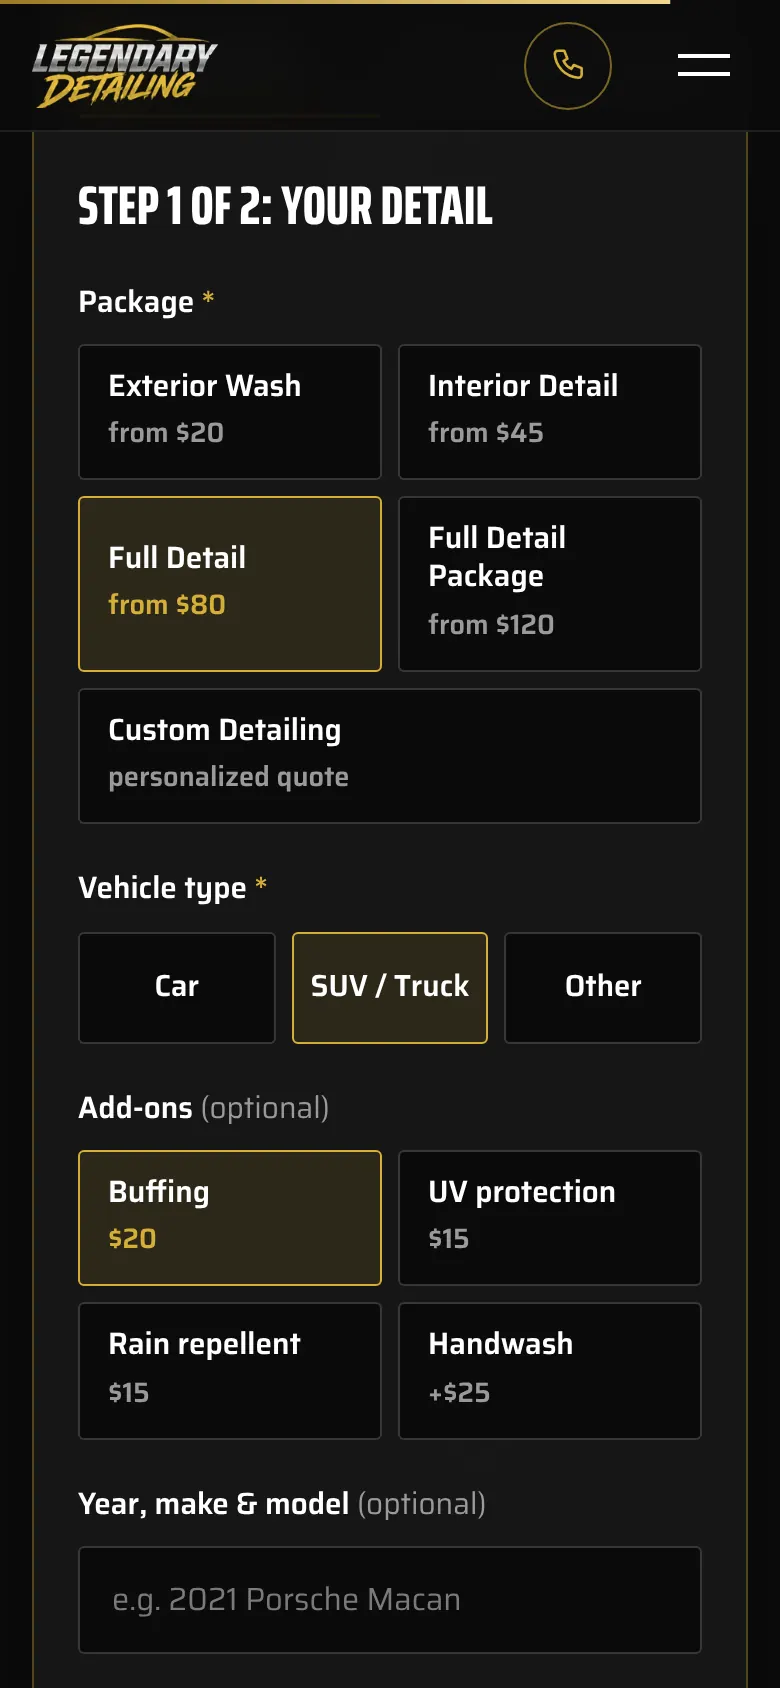 LEGENDARY
DETAILING
STEP 1 OF 2: YOUR DETAIL
Package *
Exterior Wash
from $20
Interior Detail
from $45
Full Detail
from $80
Full Detail
Package
from $120
Custom Detailing
personalized quote
Vehicle type *
Car
SUV / Truck
Other
Add-ons (optional)
Buffing
$20
UV protection
$15
Rain repellent
$15
Handwash
+$25
Year, make & model (optional)
e.g. 2021 Porsche Macan